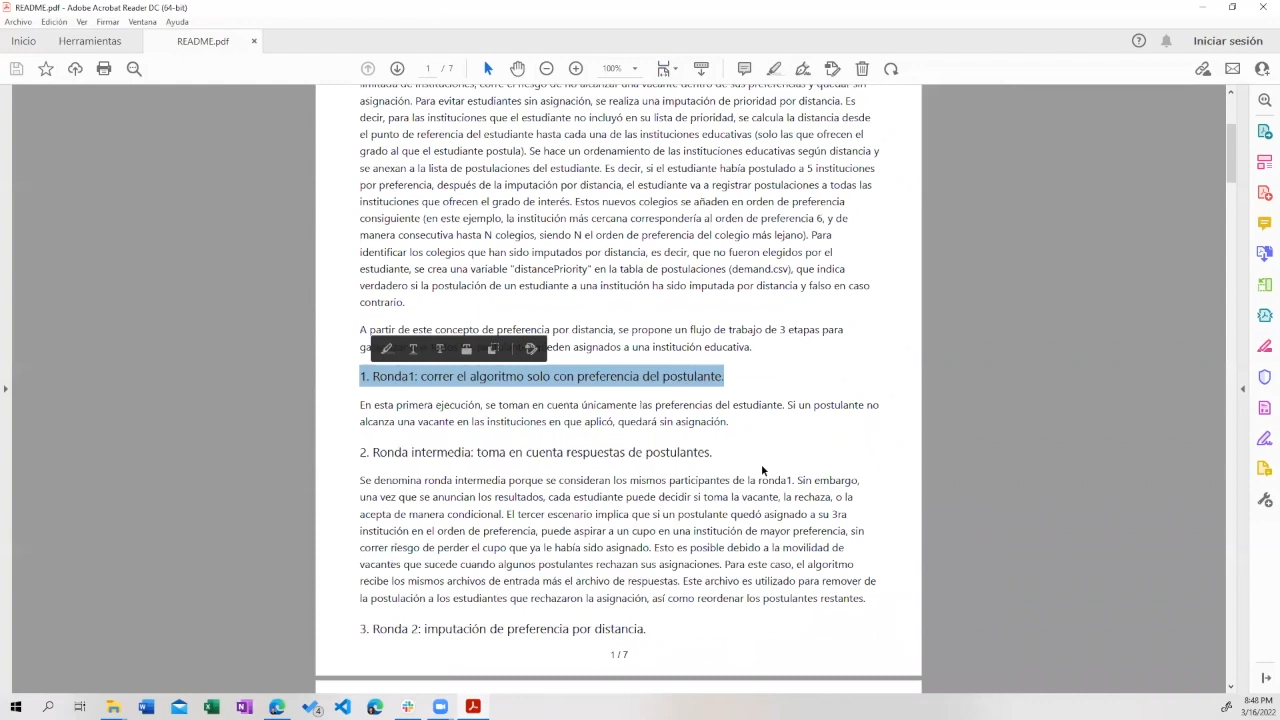 README.pdf - Adobe Acrobat Reader DC (64-bit)
Archivo Edición Ver Firmar Ventana Ayuda
Inicio Herramientas README.pdf × Iniciar sesión
1 / 7 100%
limitada de instituciones, corre el riesgo de no alcanzar una vacante dentro de sus preferencias y quedar sin
asignación. Para evitar estudiantes sin asignación, se realiza una imputación de prioridad por distancia. Es
decir, para las instituciones que el estudiante no incluyó en su lista de prioridad, se calcula la distancia desde
el punto de referencia del estudiante hasta cada una de las instituciones educativas (solo las que ofrecen el
grado al que el estudiante postula). Se hace un ordenamiento de las instituciones educativas según distancia y
se anexan a la lista de postulaciones del estudiante. Es decir, si el estudiante había postulado a 5 instituciones
por preferencia, después de la imputación por distancia, el estudiante va a registrar postulaciones a todas las
instituciones que ofrecen el grado de interés. Estos nuevos colegios se añaden en orden de preferencia
consiguiente (en este ejemplo, la institución más cercana correspondería al orden de preferencia 6, y de
manera consecutiva hasta N colegios, siendo N el orden de preferencia del colegio más lejano). Para
identificar los colegios que han sido imputados por distancia, es decir, que no fueron elegidos por el
estudiante, se crea una variable "distancePriority" en la tabla de postulaciones (demand.csv), que indica
verdadero si la postulación de un estudiante a una institución ha sido imputada por distancia y falso en caso
contrario.
A partir de este concepto de preferencia por distancia, se propone un flujo de trabajo de 3 etapas para
eden asignados a una institución educativa.
1. Ronda1: correr el algoritmo solo con preferencia del postulante.
En esta primera ejecución, se toman en cuenta únicamente las preferencias del estudiante. Si un postulante no
alcanza una vacante en las instituciones en que aplicó, quedará sin asignación.
2. Ronda intermedia: toma en cuenta respuestas de postulantes.
Se denomina ronda intermedia porque se consideran los mismos participantes de la ronda1. Sin embargo,
una vez que se anuncian los resultados, cada estudiante puede decidir si toma la vacante, la rechaza, o la
acepta de manera condicional. El tercer escenario implica que si un postulante quedó asignado a su 3ra
institución en el orden de preferencia, puede aspirar a un cupo en una institución de mayor preferencia, sin
correr riesgo de perder el cupo que ya le había sido asignado. Esto es posible debido a la movilidad de
vacantes que sucede cuando algunos postulantes rechazan sus asignaciones. Para este caso, el algoritmo
recibe los mismos archivos de entrada más el archivo de respuestas. Este archivo es utilizado para remover de
la postulación a los estudiantes que rechazaron la asignación, así como reordenar los postulantes restantes.
3. Ronda 2: imputación de preferencia por distancia.
1 / 7
8:48 PM
3/16/2022